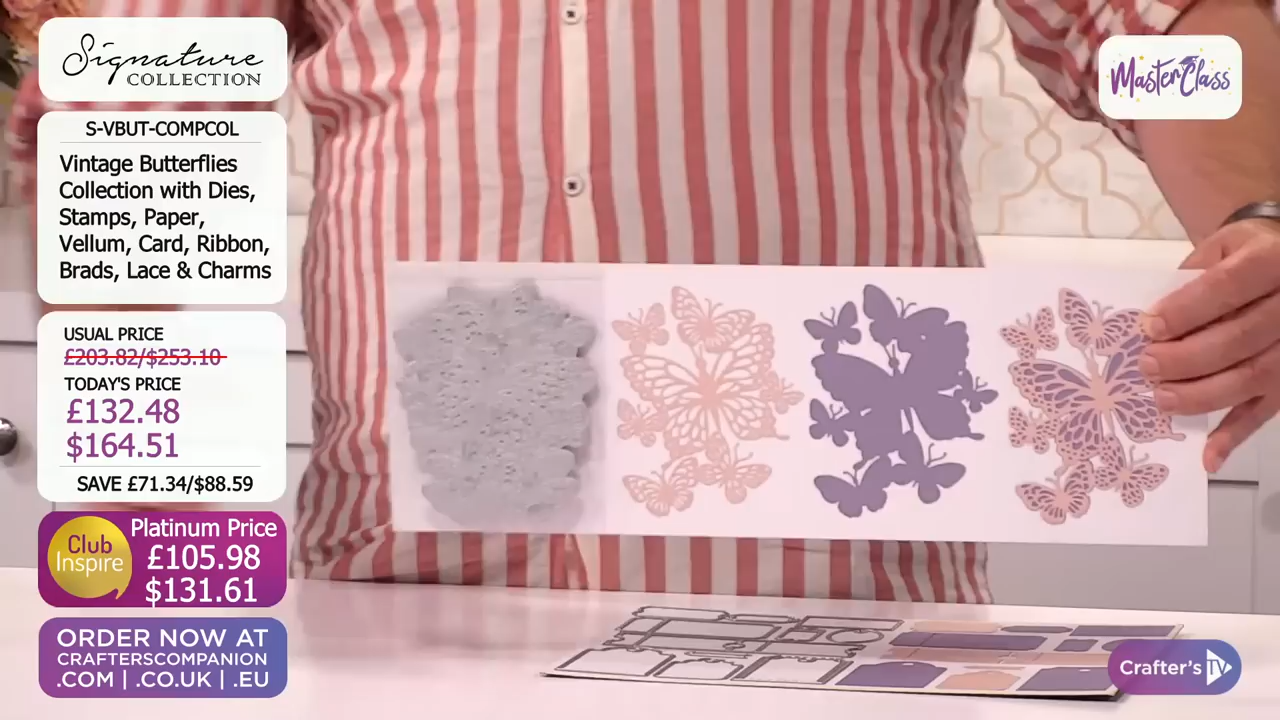 Signature
COLLECTION
S-VBUT-COMPCOL
Vintage Butterflies
Collection with Dies,
Stamps, Paper,
Vellum, Card, Ribbon,
Brads, Lace & Charms
USUAL PRICE
£203.82/$253.10
TODAY'S PRICE
£132.48
$164.51
SAVE £71.34/$88.59
Club
Inspire
Platinum Price
£105.98
$131.61
ORDER NOW AT
CRAFTERSCOMPANION
.COM | .CO.UK | .EU
MasterClass
Crafter's TV